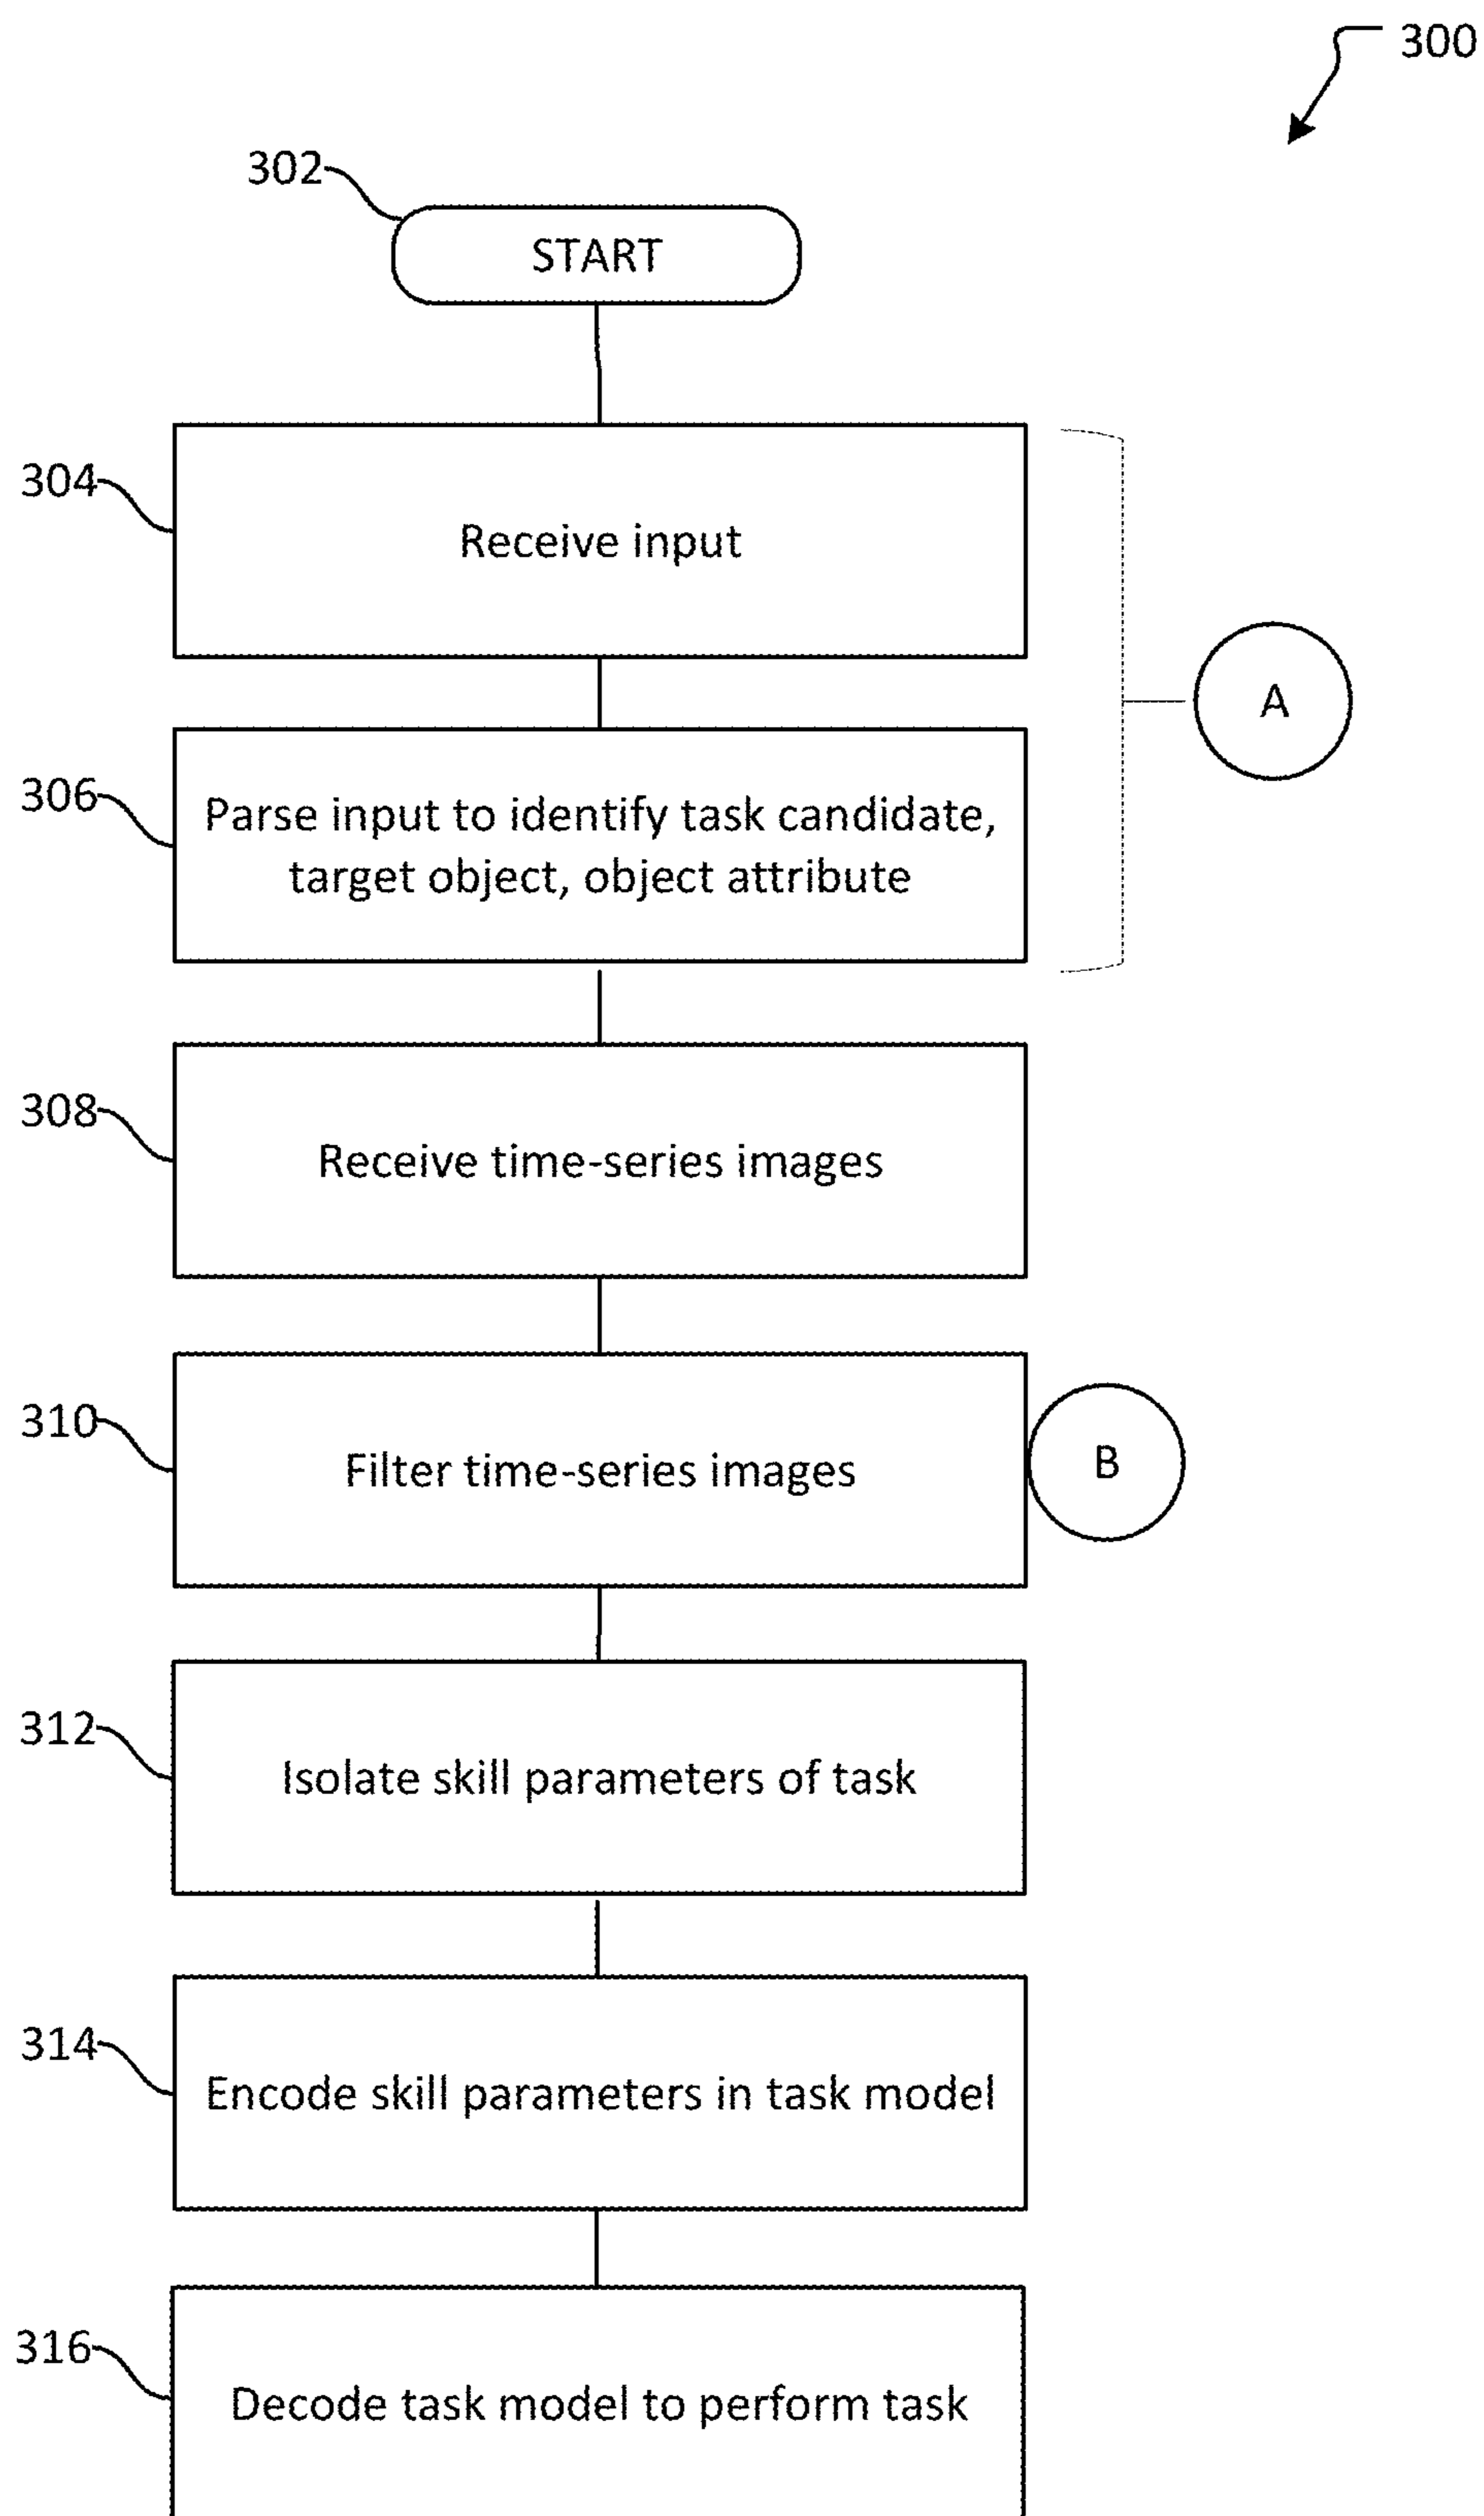 300
302
START
304
Receive input
A
306
Parse input to identify task candidate,
target object, object attribute
308
Receive time-series images
310
Filter time-series images
B
312
Isolate skill parameters of task
314
Encode skill parameters in task model
316
Decode task model to perform task